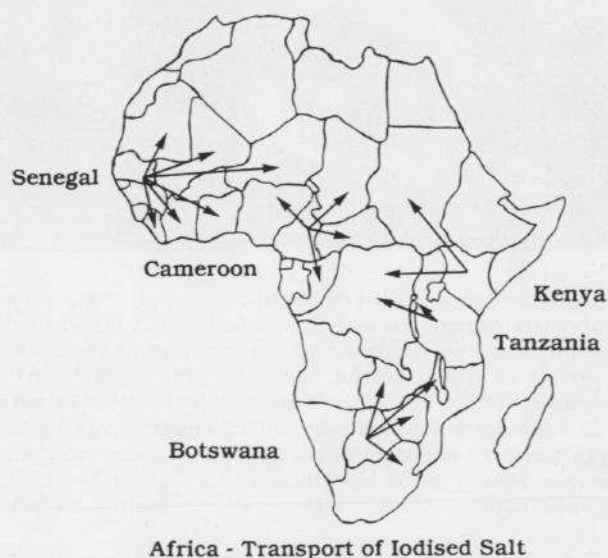 Senegal
Cameroon
Kenya
Tanzania
Botswana
Africa - Transport of Iodised Salt